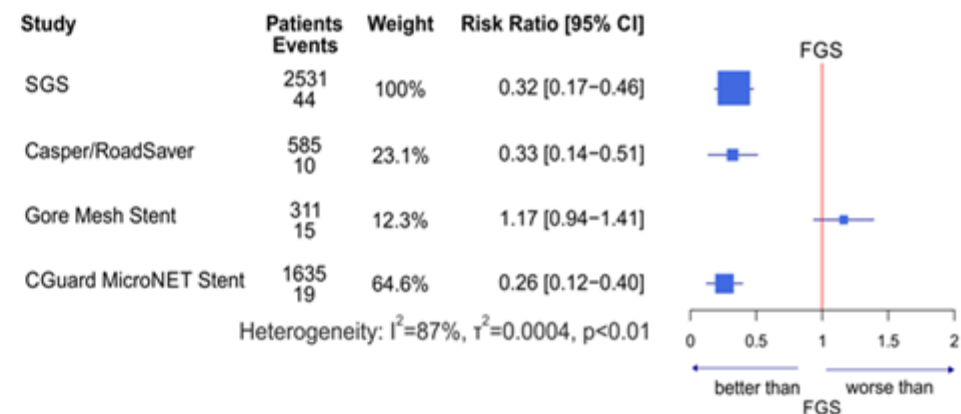 Study Patients Events Weight Risk Ratio [95% CI]
FGS
SGS 2531 44 100% 0.32 [0.17−0.46]
Casper/RoadSaver 585 10 23.1% 0.33 [0.14−0.51]
Gore Mesh Stent 311 15 12.3% 1.17 [0.94−1.41]
CGuard MicroNET Stent 1635 19 64.6% 0.26 [0.12−0.40]
Heterogeneity: I²=87%, τ²=0.0004, p<0.01
0 0.5 1 1.5 2
better than worse than
FGS